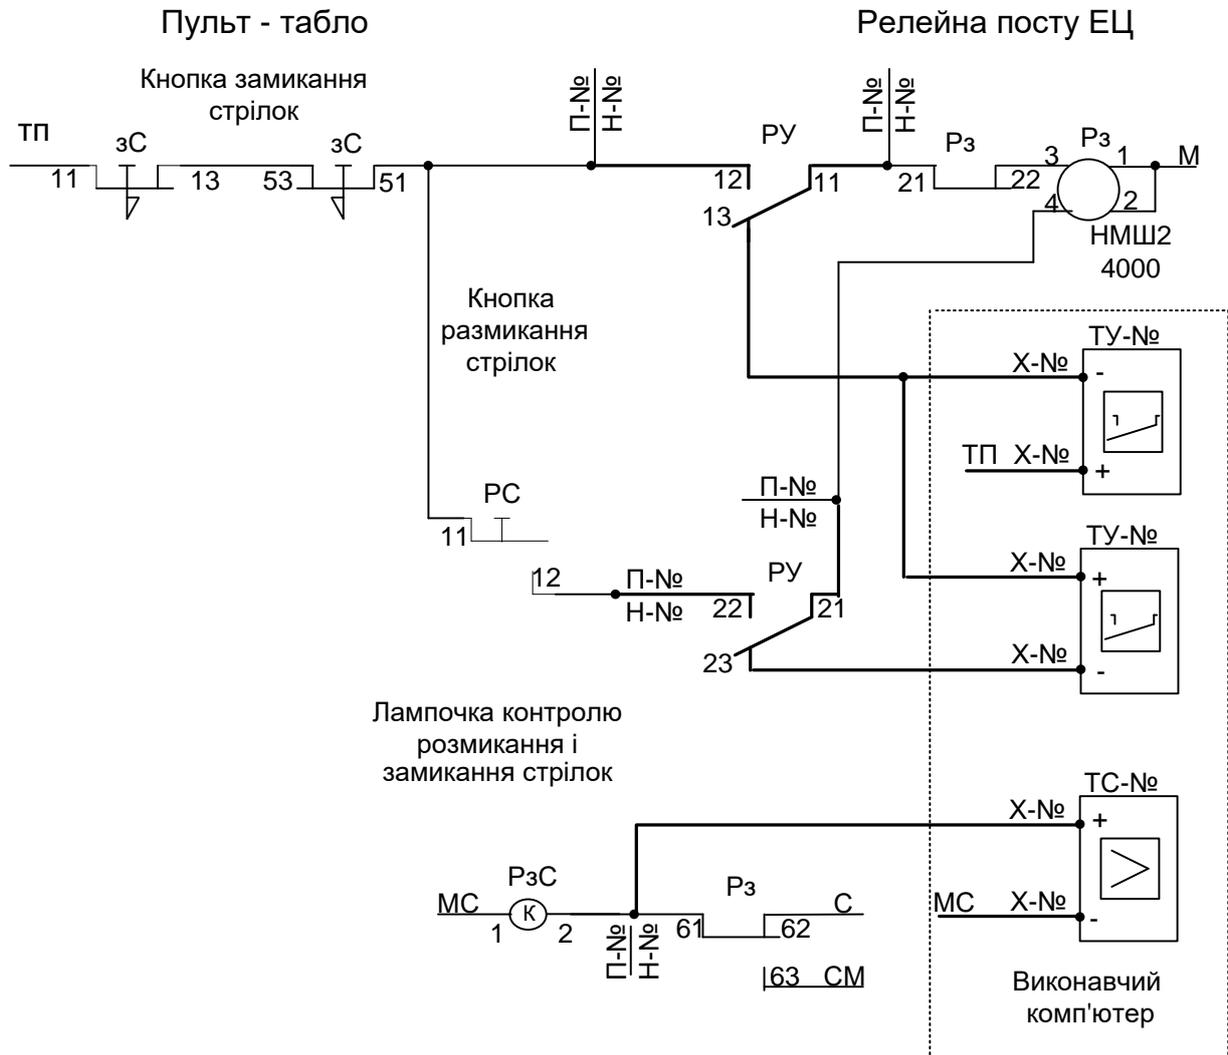 Пульт - табло
Релейна посту ЕЦ
Кнопка замикання
стрілок
П-№
Н-№
П-№
Н-№
тп
зС
зС
РУ
Рз
Рз
11
13
53
51
12
11
21
22
3
1
М
13
4
2
НМШ2
4000
Кнопка
размикання
стрілок
ТУ-№
Х-№
-
ТП Х-№
+
РС
П-№
Н-№
11
ТУ-№
12
П-№
Н-№
РУ
22
21
Х-№
+
23
Х-№
-
Лампочка контролю
розмикання і
замикання стрілок
ТС-№
Х-№
+
РзС
Рз
МС
К
1
2
61
62
С
МС Х-№
-
П-№
Н-№
63 СМ
Виконавчий
комп'ютер